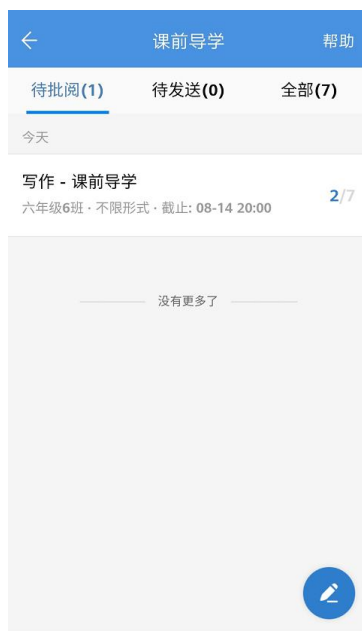 课前导学 帮助
待批阅(1) 待发送(0) 全部(7)
今天
写作 - 课前导学
六年级6班 · 不限形式 · 截止: 08-14 20:00
2/7
没有更多了